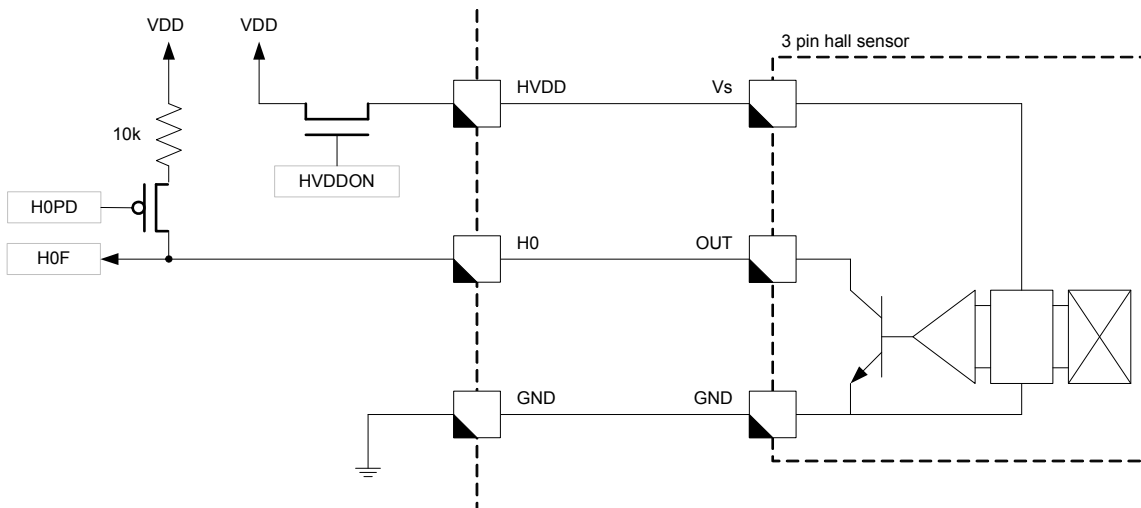 VDD
VDD
3 pin hall sensor
HVDD
Vs
10k
HVDDON
H0PD
H0
OUT
H0F
GND
GND